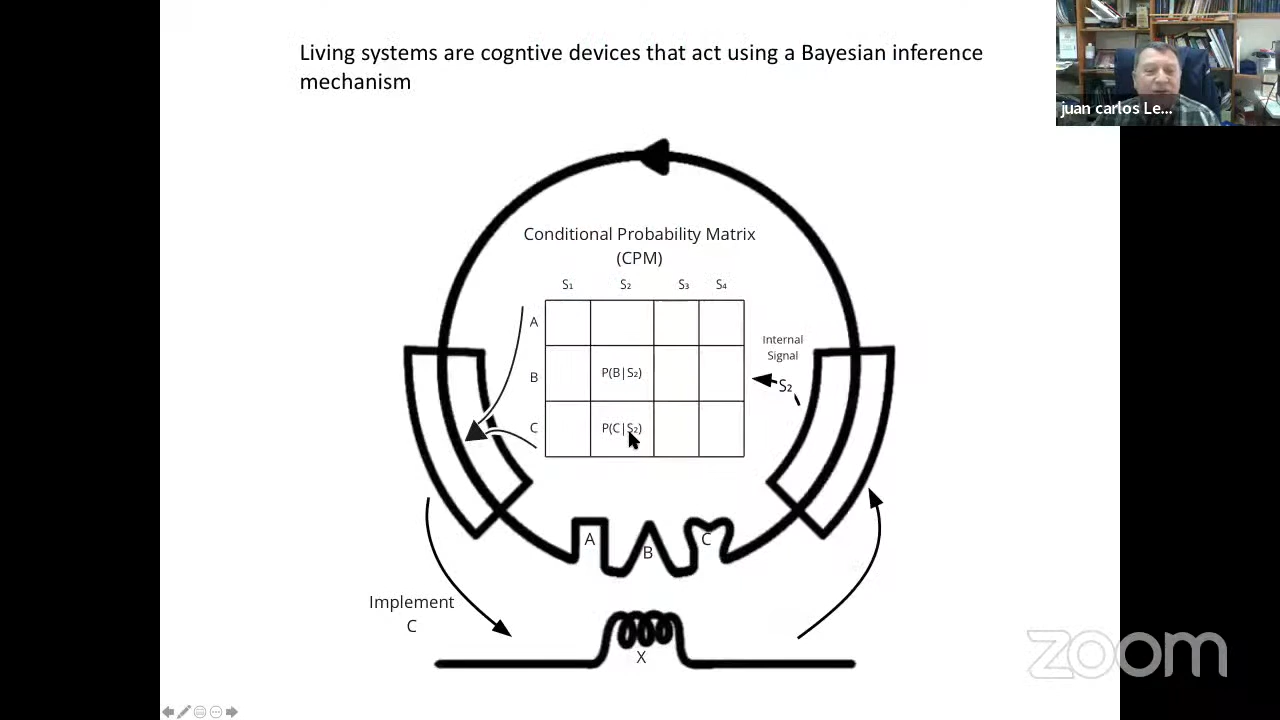 Living systems are cogntive devices that act using a Bayesian inference
mechanism
juan carlos Le...
Conditional Probability Matrix
(CPM)
S₁ S₂ S₃ S₄
A
Internal
Signal
B P(B|S₂)
S₂
C P(C|S₂)
A B C
Implement
C
X
zoom